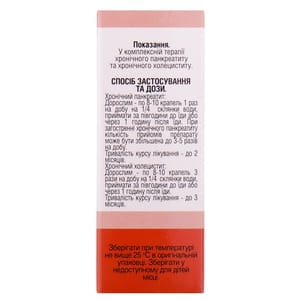 Показання.
У комплексній терапії
хронічного панкреатиту
та хронічного холециститу.
СПОСІБ ЗАСТОСУВАННЯ
ТА ДОЗИ.
Хронічний панкреатит:
Дорослим - по 8-10 крапель 1 раз
на добу на 1/4 склянки води,
приймати за півгодини до їди або
через 1 годину після їди. При
загостренні хронічного панкреатиту
кількість прийомів препарату
може бути збільшена до 3-5 разів
на добу.
Тривалість курсу лікування - до 2
місяців.
Хронічний холецистит:
Дорослим - по 8-10 крапель 3
рази на добу на 1/4 склянки води,
приймати за півгодини до їди або
через 1 годину після їди.
Тривалість курсу лікування - до 3
місяців.
Зберігати при температурі
не вище 25 °С в оригінальній
упаковці. Зберігати у
недоступному для дітей
місці.